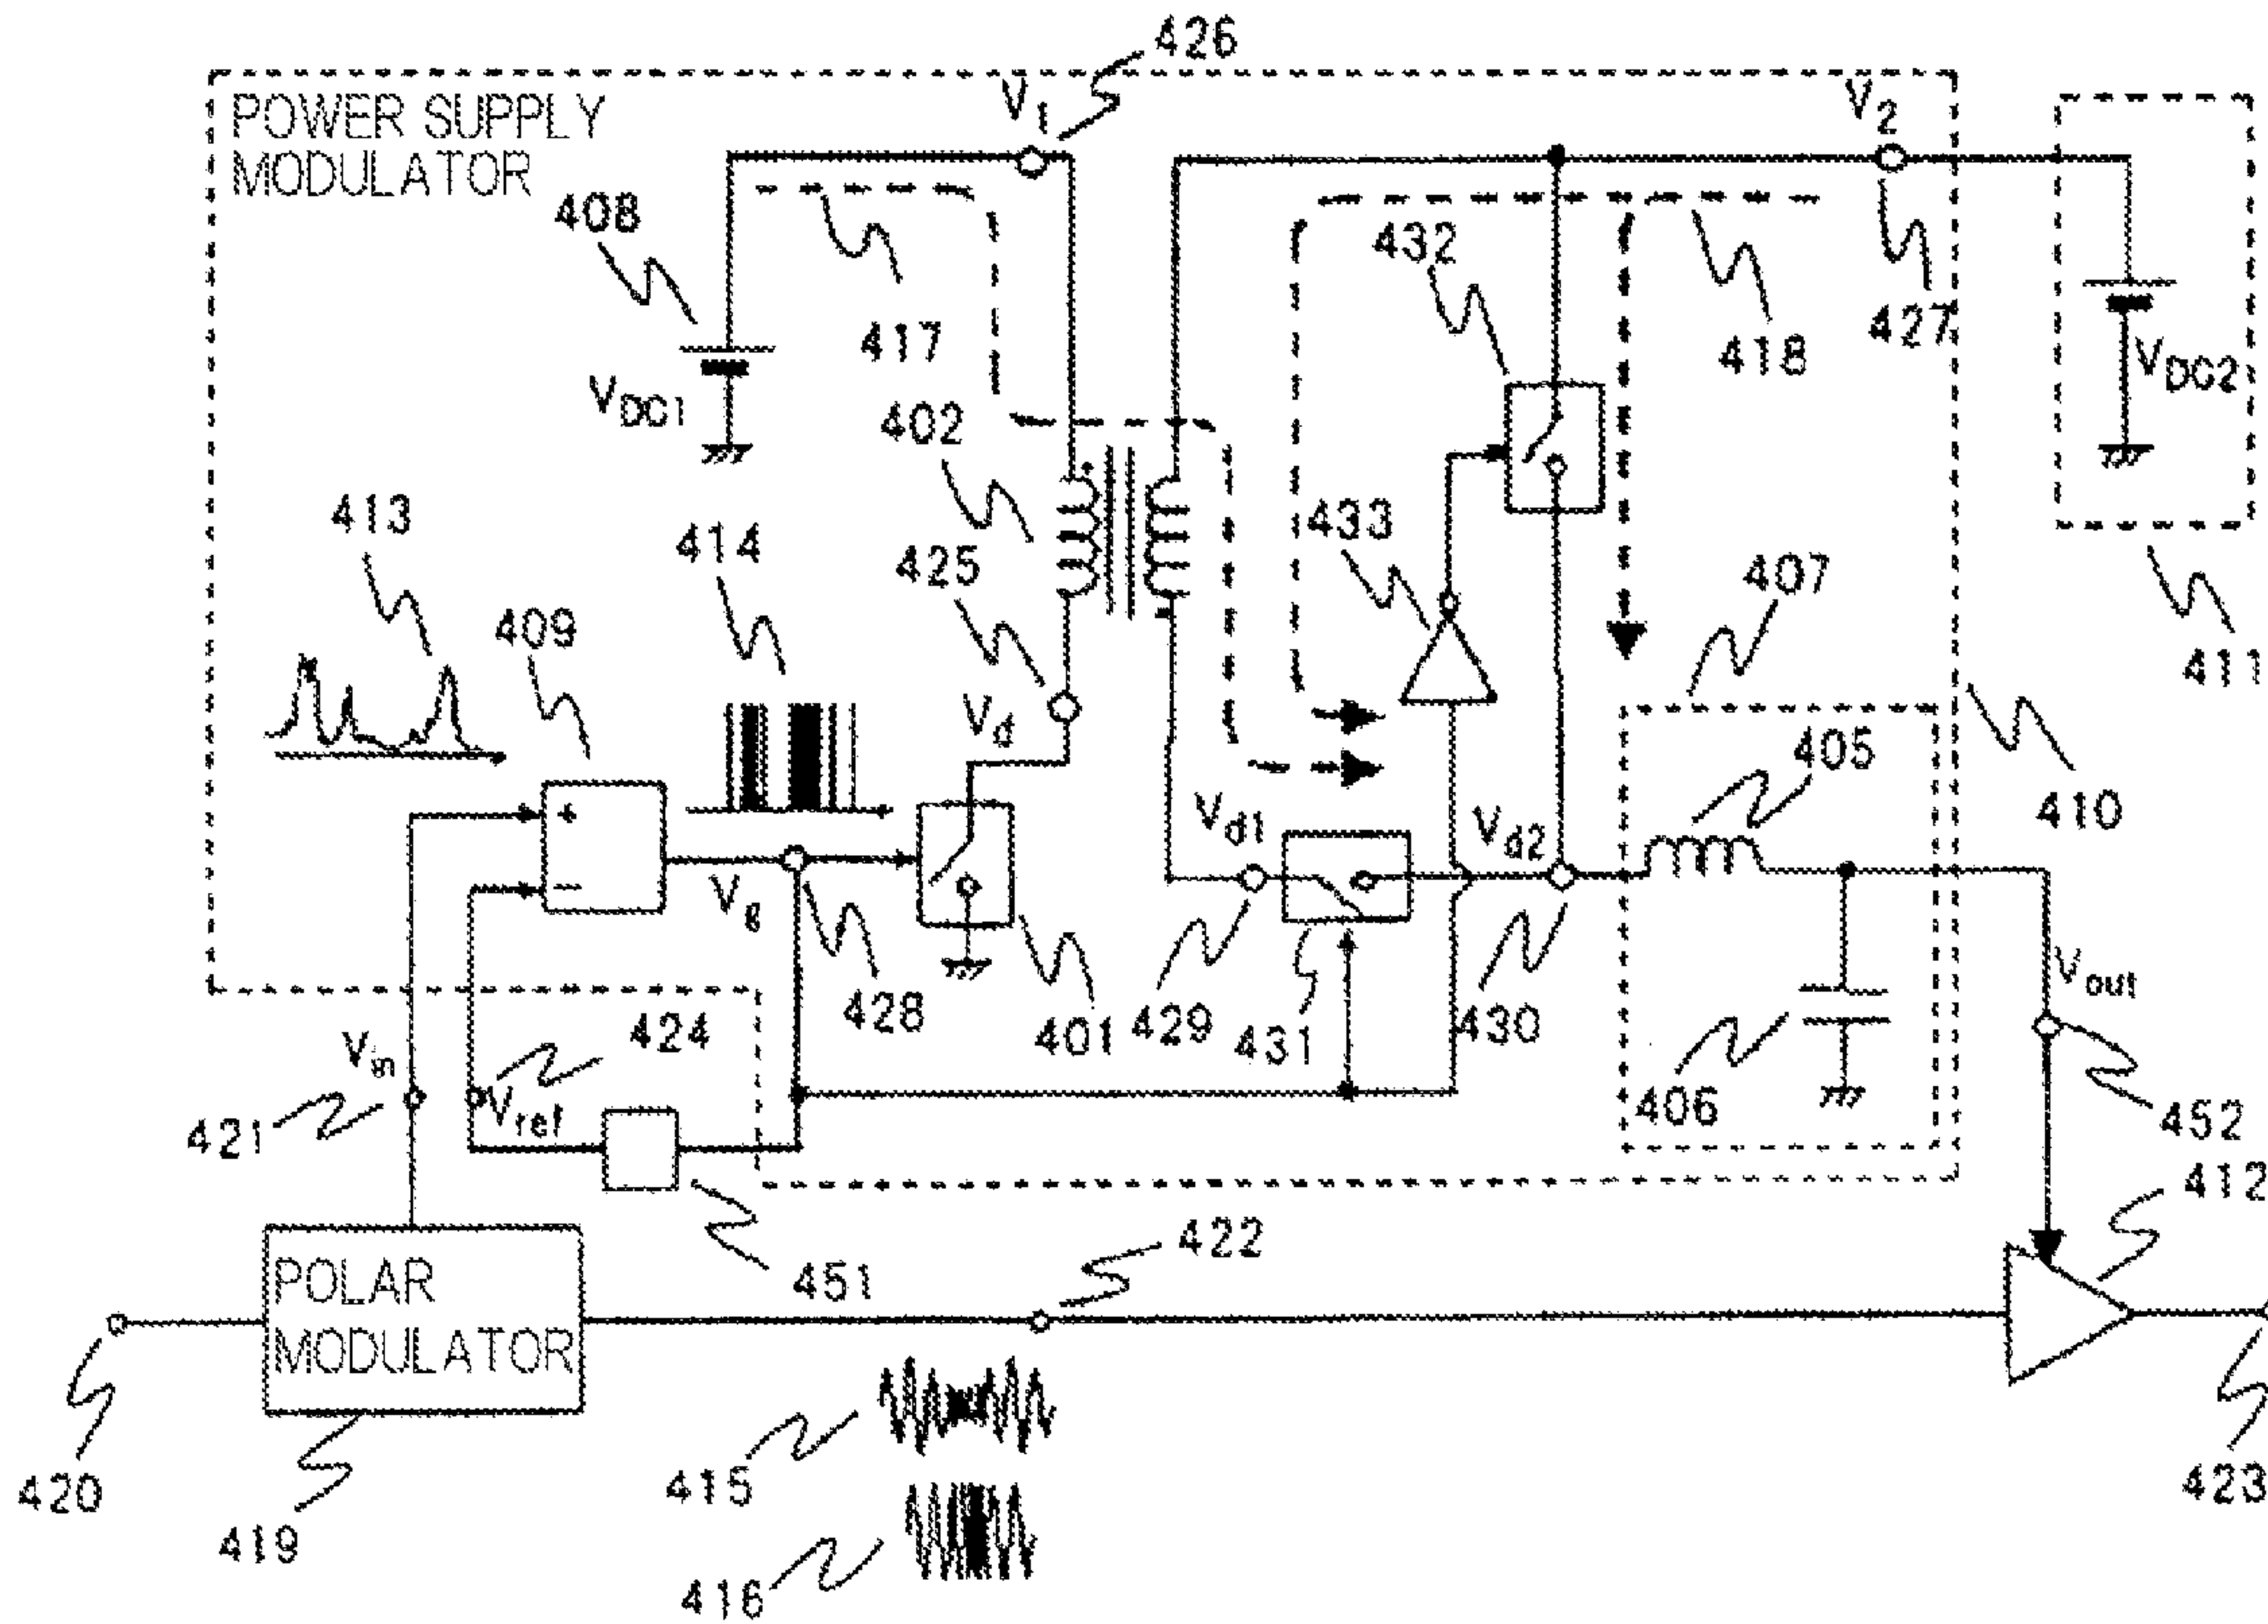 426
POWER SUPPLY
MODULATOR
V1
V2
408
432
417
418
427
VDC1
VDC2
402
413
414
425
433
409
407
411
Vd
405
410
+
−
Vd1
Vd2
Vg
428
401
429
431
430
Vout
424
Vin
421
Vref
406
452
412
422
451
POLAR
MODULATOR
415
420
419
416
423